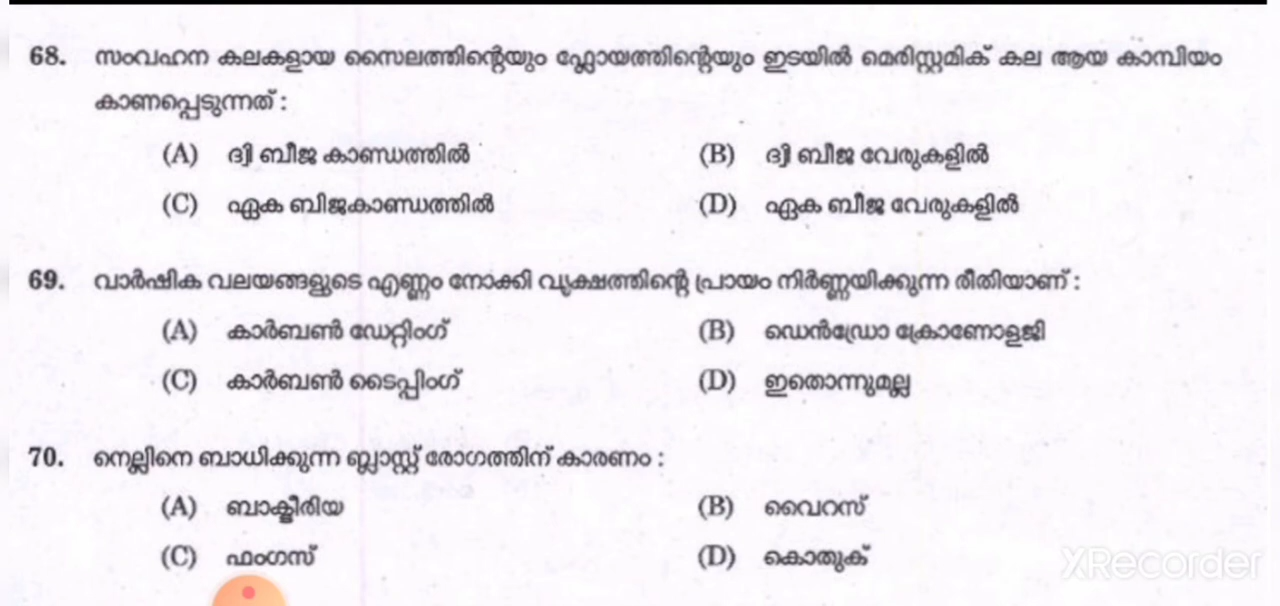 68. സംവഹന കലകളായ സൈലത്തിന്റെയും ഫ്ലോയത്തിന്റെയും ഇടയിൽ മെരിസ്റ്റമിക് കല ആയ കാമ്പിയം
കാണപ്പെടുന്നത് :
(A) ദ്വി ബീജ കാണ്ഡത്തിൽ (B) ദ്വി ബീജ വേരുകളിൽ
(C) ഏക ബിജകാണ്ഡത്തിൽ (D) ഏക ബീജ വേരുകളിൽ
69. വാർഷിക വലയങ്ങളുടെ എണ്ണം നോക്കി വൃക്ഷത്തിന്റെ പ്രായം നിർണ്ണയിക്കുന്ന രീതിയാണ് :
(A) കാർബൺ ഡേറ്റിംഗ് (B) ഡെൻഡ്രോ ക്രോണോളജി
(C) കാർബൺ ടൈപ്പിംഗ് (D) ഇതൊന്നുമല്ല
70. നെല്ലിനെ ബാധിക്കുന്ന ബ്ലാസ്റ്റ് രോഗത്തിന് കാരണം :
(A) ബാക്ടീരിയ (B) വൈറസ്
(C) ഫംഗസ് (D) കൊതുക്
XRecorder